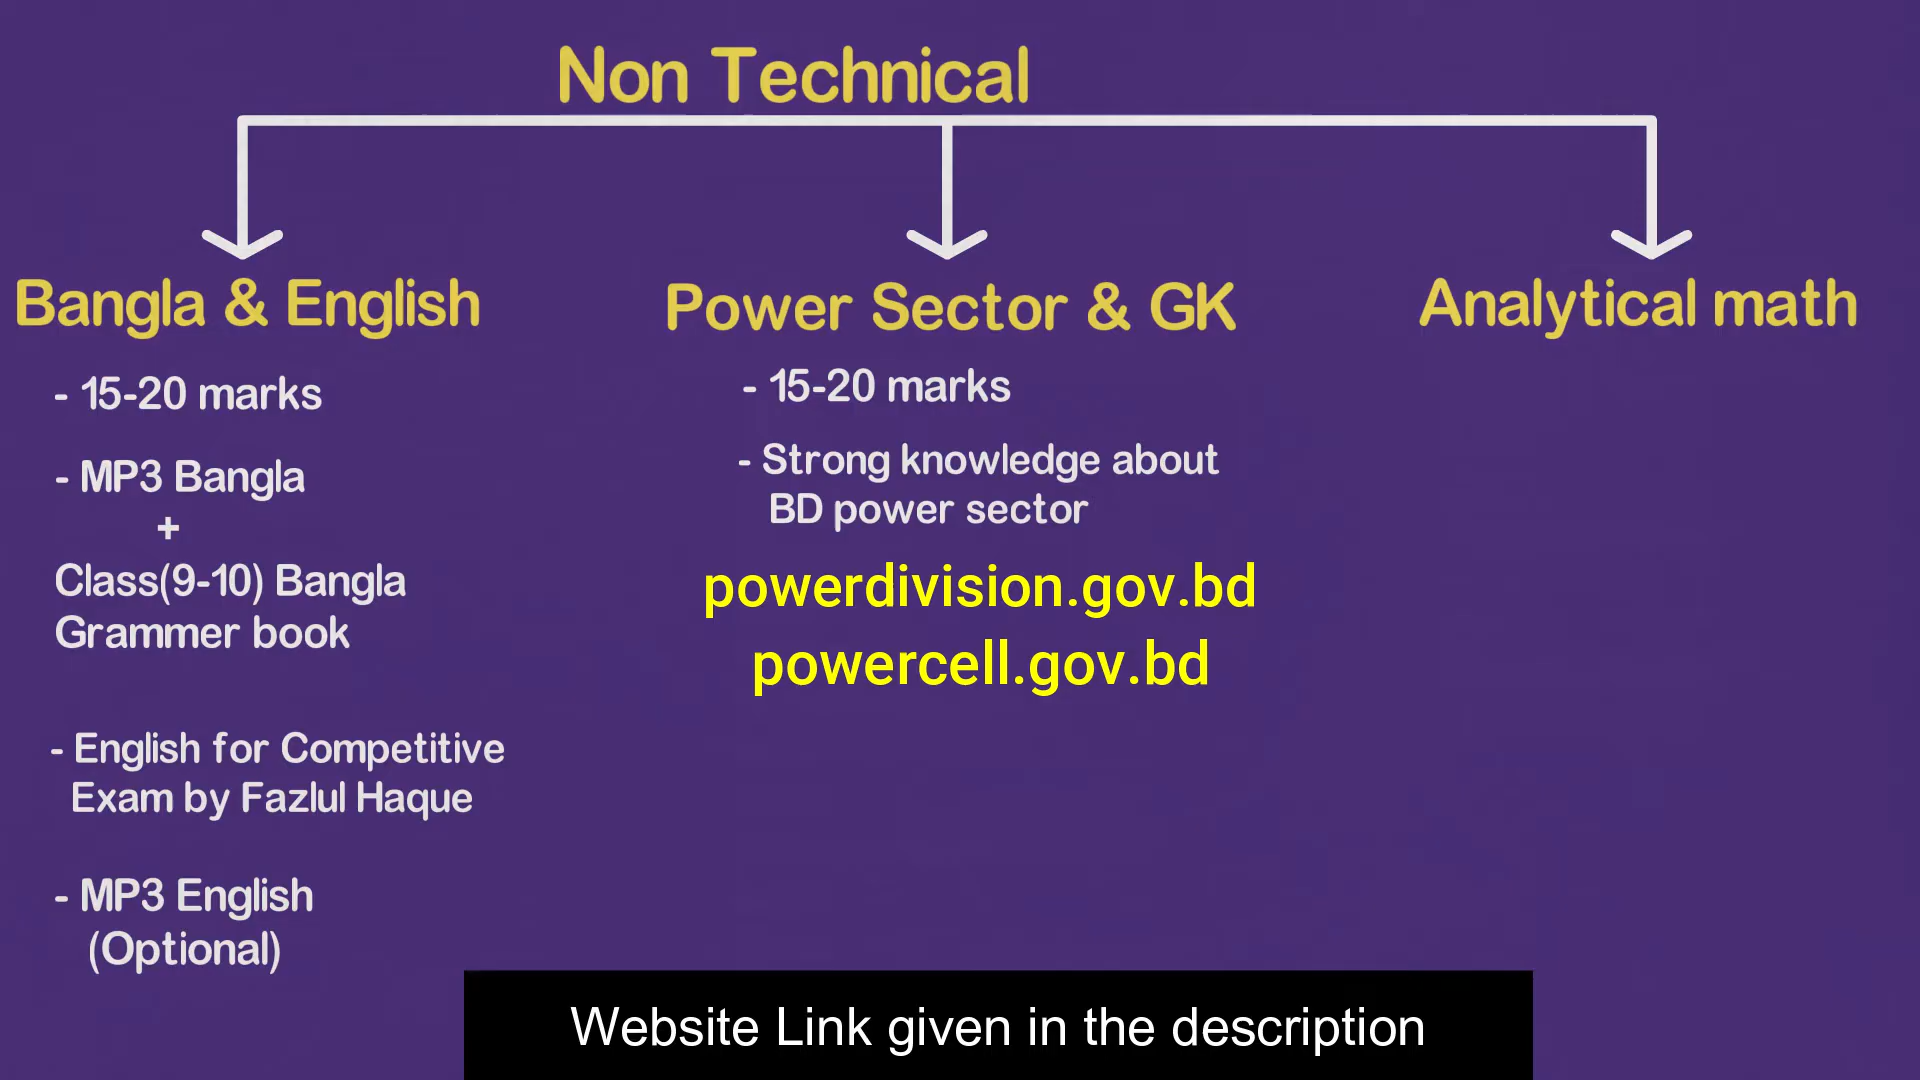 Non Technical
Bangla & English
- 15-20 marks
- MP3 Bangla
+
Class(9-10) Bangla
Grammer book
- English for Competitive
Exam by Fazlul Haque
- MP3 English
(Optional)
Power Sector & GK
- 15-20 marks
- Strong knowledge about
BD power sector
powerdivision.gov.bd
powercell.gov.bd
Analytical math
Website Link given in the description